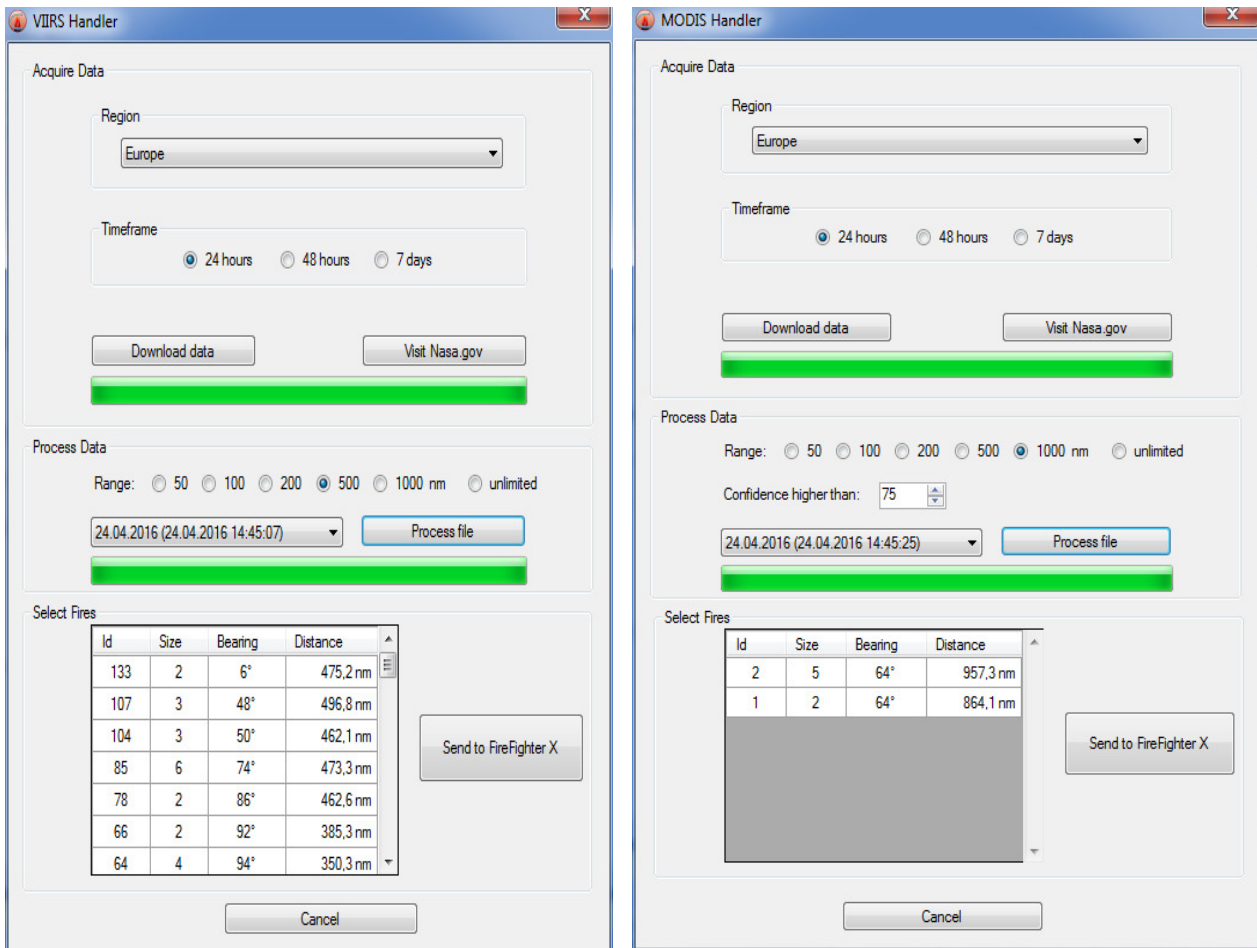 VIIRS Handler
Acquire Data
Region
Europe
Timeframe
24 hours 48 hours 7 days
Download data Visit Nasa.gov
Process Data
Range: 50 100 200 500 1000 nm unlimited
24.04.2016 (24.04.2016 14:45:07) Process file
Select Fires
Id Size Bearing Distance
133 2 6° 475,2 nm
107 3 48° 496,8 nm
104 3 50° 462,1 nm
85 6 74° 473,3 nm
78 2 86° 462,6 nm
66 2 92° 385,3 nm
64 4 94° 350,3 nm
Send to FireFighter X
Cancel
MODIS Handler
Acquire Data
Region
Europe
Timeframe
24 hours 48 hours 7 days
Download data Visit Nasa.gov
Process Data
Range: 50 100 200 500 1000 nm unlimited
Confidence higher than: 75
24.04.2016 (24.04.2016 14:45:25) Process file
Select Fires
Id Size Bearing Distance
2 5 64° 957,3 nm
1 2 64° 864,1 nm
Send to FireFighter X
Cancel